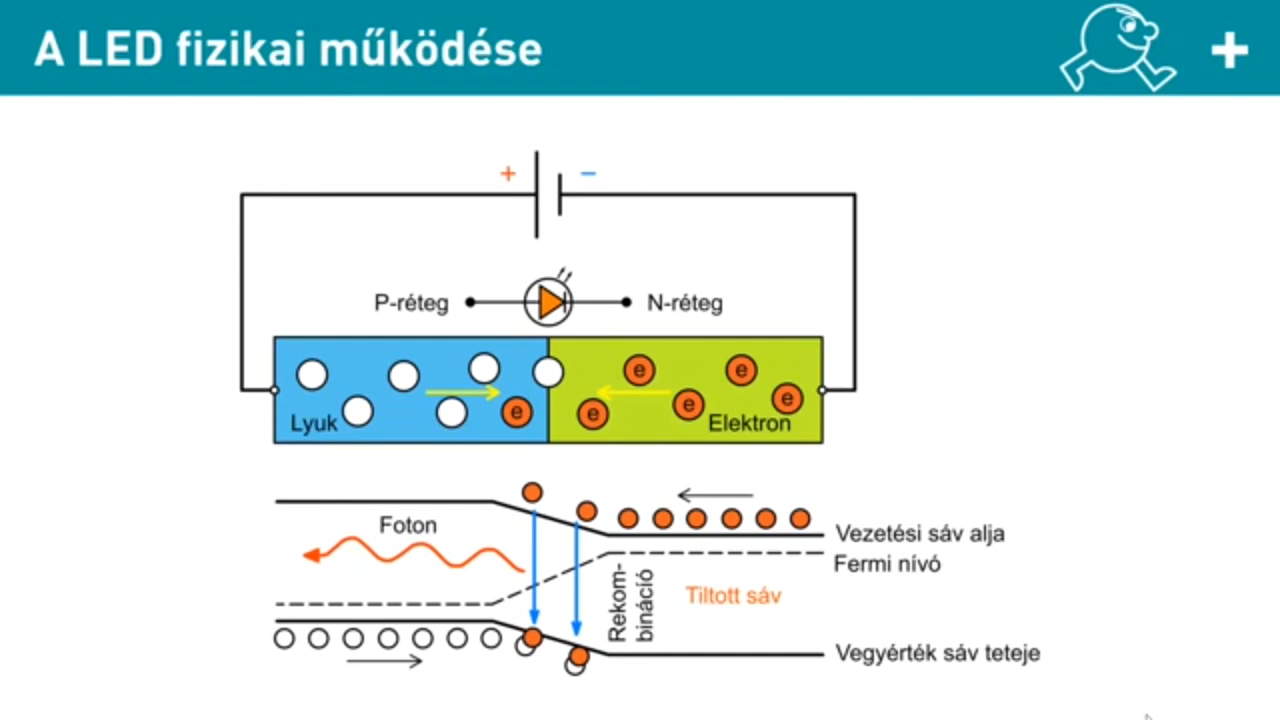 A LED fizikai működése
+
+ −
P-réteg
N-réteg
e e
e e e e
Lyuk
Elektron
Foton
Vezetési sáv alja
Fermi nívó
Rekom-
bináció
Tiltott sáv
Vegyérték sáv teteje